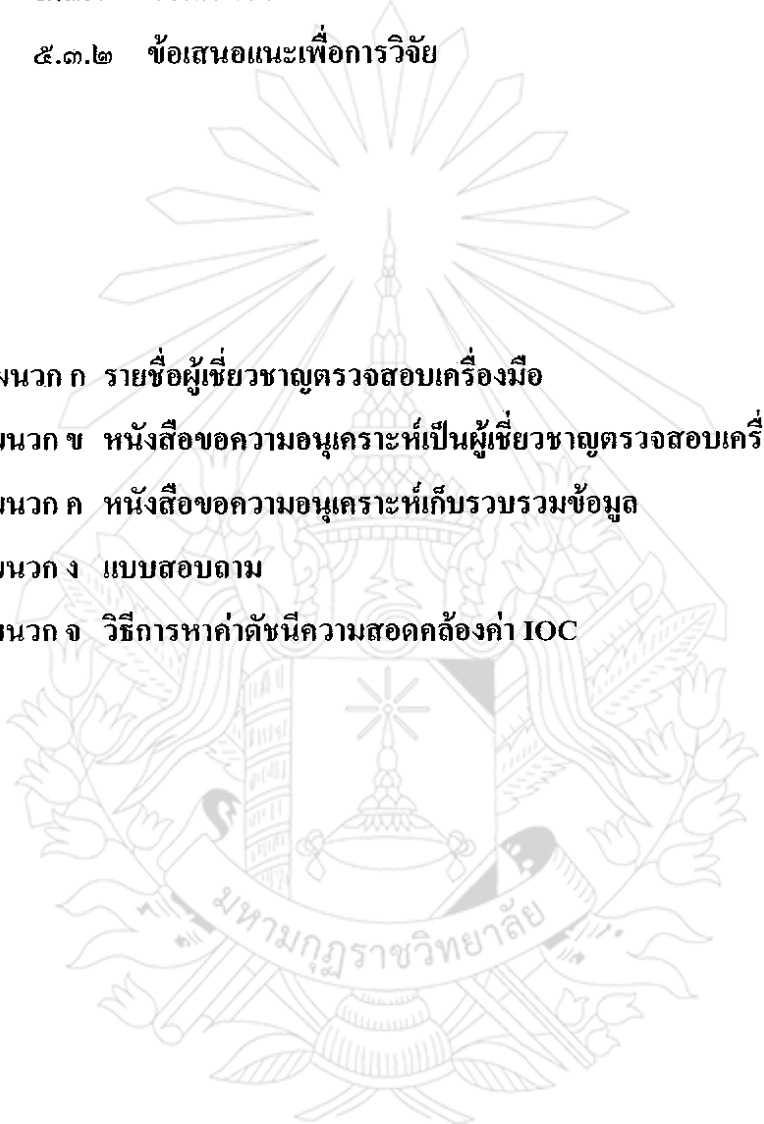 ๕.๓.๒ ข้อเสนอแนะเพื่อการวิจัย
ผนวก ก รายชื่อผู้เชี่ยวชาญตรวจสอบเครื่องมือ
ผนวก ข หนังสือขอความอนุเคราะห์เป็นผู้เชี่ยวชาญตรวจสอบเครื่
ผนวก ค หนังสือขอความอนุเคราะห์เก็บรวบรวมข้อมูล
ผนวก ง แบบสอบถาม
ผนวก จ วิธีการหาค่าดัชนีความสอดคล้องค่า IOC
มหามกุฏราชวิทยาลัย